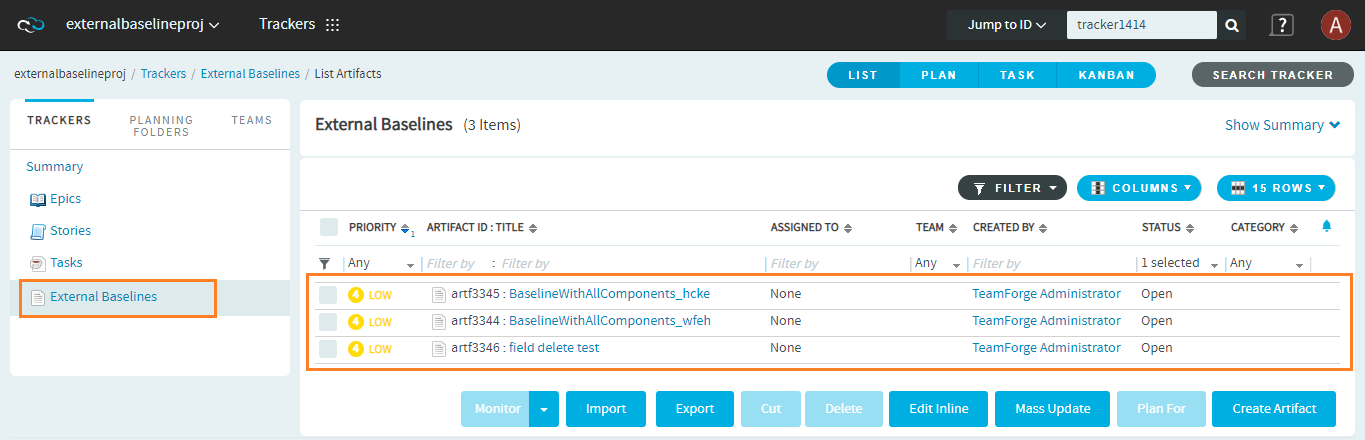 externalbaselineproj Trackers Jump to ID tracker1414 ? A
externalbaselineproj / Trackers / External Baselines / List Artifacts LIST PLAN TASK KANBAN SEARCH TRACKER
TRACKERS PLANNING FOLDERS TEAMS
Summary
Epics
Stories
Tasks
External Baselines
External Baselines (3 Items) Show Summary
FILTER COLUMNS 15 ROWS
PRIORITY 1 ARTIFACT ID : TITLE ASSIGNED TO TEAM CREATED BY STATUS CATEGORY
Any Filter by : Filter by Filter by Any Filter by 1 selected Any
4 LOW artf3345 : BaselineWithAllComponents_hcke None TeamForge Administrator Open
4 LOW artf3344 : BaselineWithAllComponents_wfeh None TeamForge Administrator Open
4 LOW artf3346 : field delete test None TeamForge Administrator Open
Monitor Import Export Cut Delete Edit Inline Mass Update Plan For Create Artifact